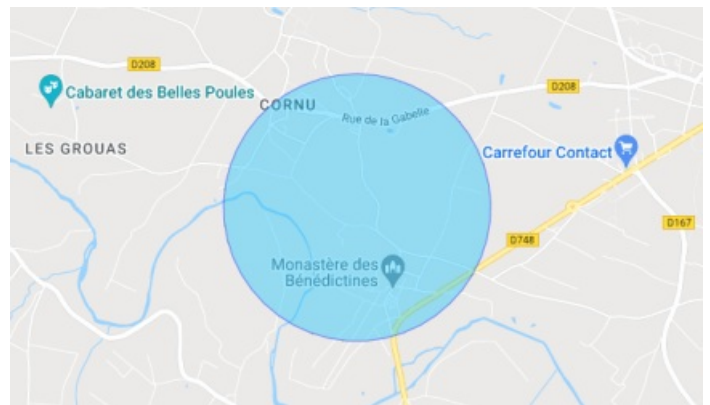 D208
Cabaret des Belles Poules
CORNU
Rue de la Gabelle
D208
LES GROUAS
Carrefour Contact
D167
D748
Monastère des
Bénédictines